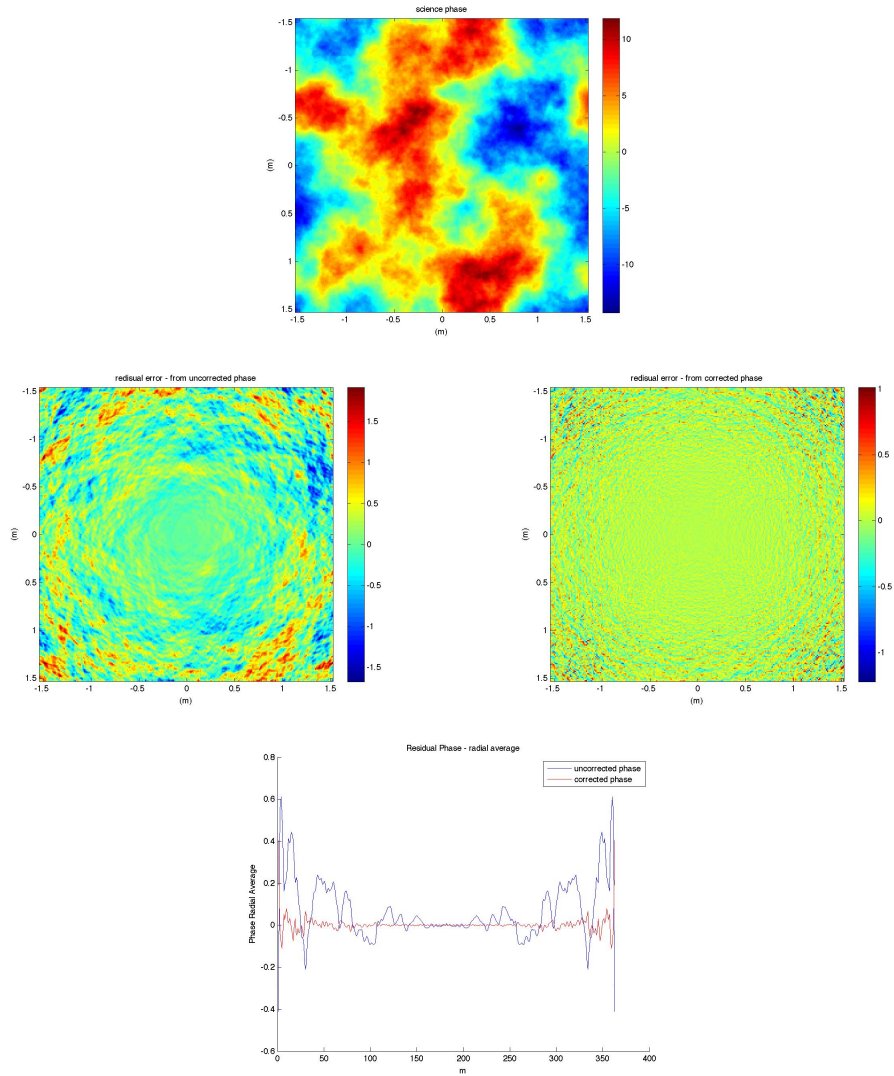 science phase
-1.5
-1
-0.5
0
0.5
1
1.5
(m)
-1.5 -1 -0.5 0 0.5 1 1.5
(m)
10
5
0
-5
-10
redisual error - from uncorrected phase
-1.5
-1
-0.5
0
0.5
1
1.5
(m)
-1.5 -1 -0.5 0 0.5 1 1.5
(m)
1.5
1
0.5
0
-0.5
-1
-1.5
redisual error - from corrected phase
-1.5
-1
-0.5
0
0.5
1
1.5
(m)
-1.5 -1 -0.5 0 0.5 1 1.5
(m)
1
0.5
0
-0.5
-1
Residual Phase - radial average
uncorrected phase
corrected phase
0.8
0.6
0.4
0.2
0
-0.2
-0.4
-0.6
Phase Radial Average
0 50 100 150 200 250 300 350 400
m